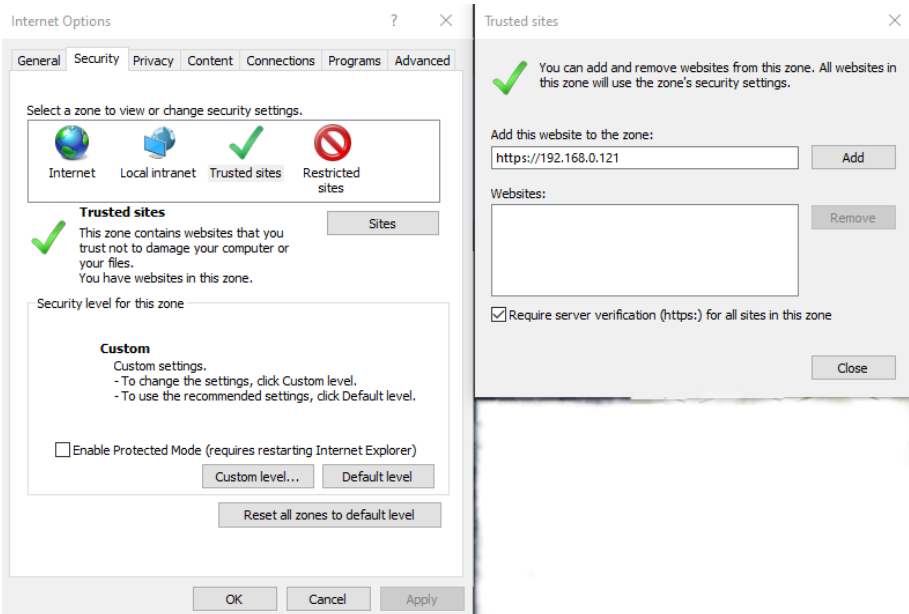 Internet Options
?
General Security Privacy Content Connections Programs Advanced
Select a zone to view or change security settings.
Internet
Local intranet
Trusted sites
Restricted
sites
Trusted sites
This zone contains websites that you
trust not to damage your computer or
your files.
You have websites in this zone.
Sites
Security level for this zone
Custom
Custom settings.
- To change the settings, click Custom level.
- To use the recommended settings, click Default level.
Enable Protected Mode (requires restarting Internet Explorer)
Custom level...
Default level
Reset all zones to default level
OK
Cancel
Apply
Trusted sites
You can add and remove websites from this zone. All websites in
this zone will use the zone's security settings.
Add this website to the zone:
https://192.168.0.121
Add
Websites:
Remove
Require server verification (https:) for all sites in this zone
Close